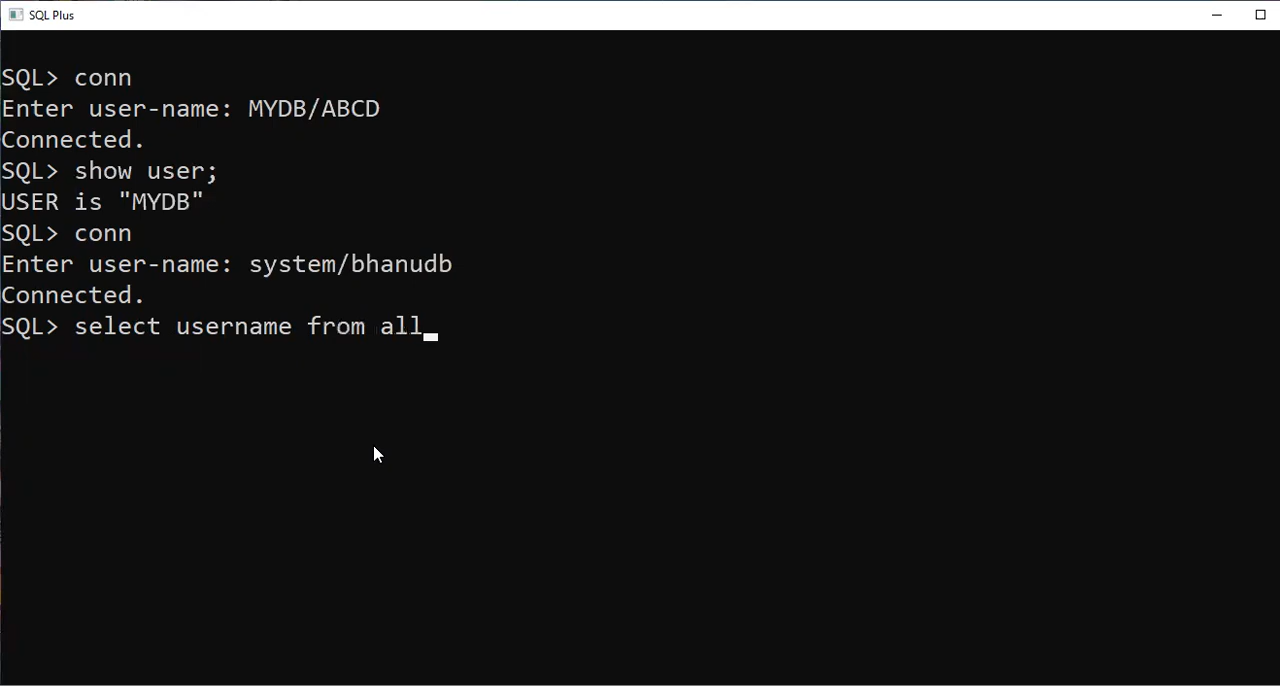 SQL Plus
SQL> conn
Enter user-name: MYDB/ABCD
Connected.
SQL> show user;
USER is "MYDB"
SQL> conn
Enter user-name: system/bhanudb
Connected.
SQL> select username from all